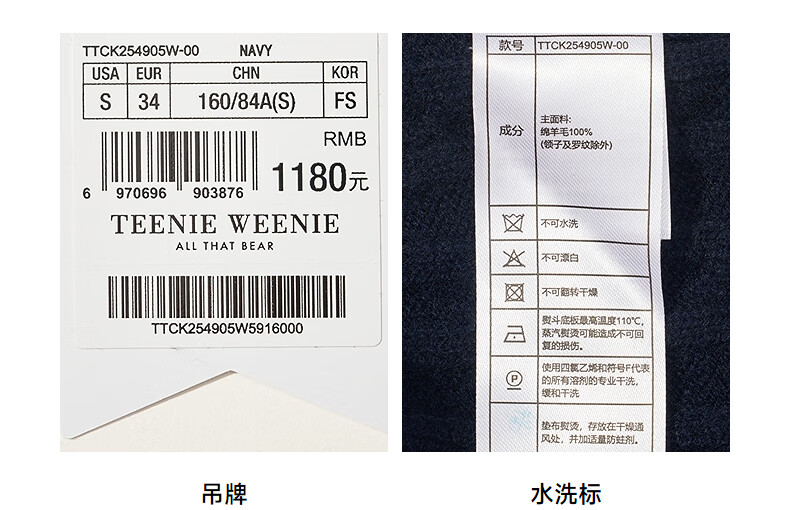 TTCK254905W-00 NAVY
USA EUR CHN KOR
S 34 160/84A(S) FS
RMB
1180元
6 970696 903876
TEENIE WEENIE
ALL THAT BEAR
TTCK254905W5916000
吊牌
款号 TTCK254905W-00
成分
主面料:
绵羊毛100%
(领子及罗纹除外)
不可水洗
不可漂白
不可翻转干燥
熨斗底板最高温度110℃,
蒸汽熨烫可能造成不可回
复的损伤。
P
使用四氯乙烯和符号F代表
的所有溶剂的专业干洗,
缓和干洗
垫布熨烫，存放在干燥通
风处，并加适量防蛀剂。
水洗标